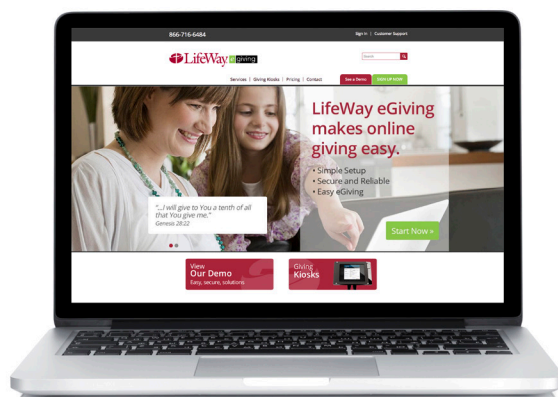 866-716-6484
Sign In | Customer Support
LifeWay e giving
Search
Services | Giving Kiosks | Pricing | Contact
See a Demo
SIGN UP NOW
LifeWay eGiving
makes online
giving easy.
• Simple Setup
• Secure and Reliable
• Easy eGiving
"...I will give to You a tenth of all
that You give me."
Genesis 28:22
Start Now »
View
Our Demo
Easy, secure, solutions
Giving
Kiosks